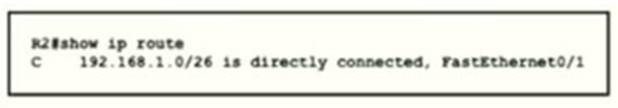 R2#show ip route
C    192.168.1.0/26 is directly connected, FastEthernet0/1